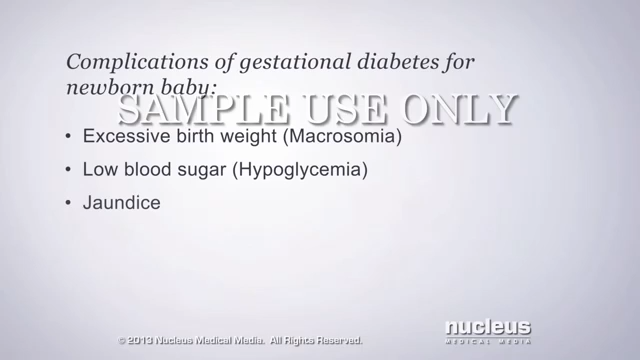 Complications of gestational diabetes for
newborn baby:
SAMPLE USE ONLY
• Excessive birth weight (Macrosomia)
• Low blood sugar (Hypoglycemia)
• Jaundice
© 2013 Nucleus Medical Media. All Rights Reserved.
nucleus
MEDICAL MEDIA